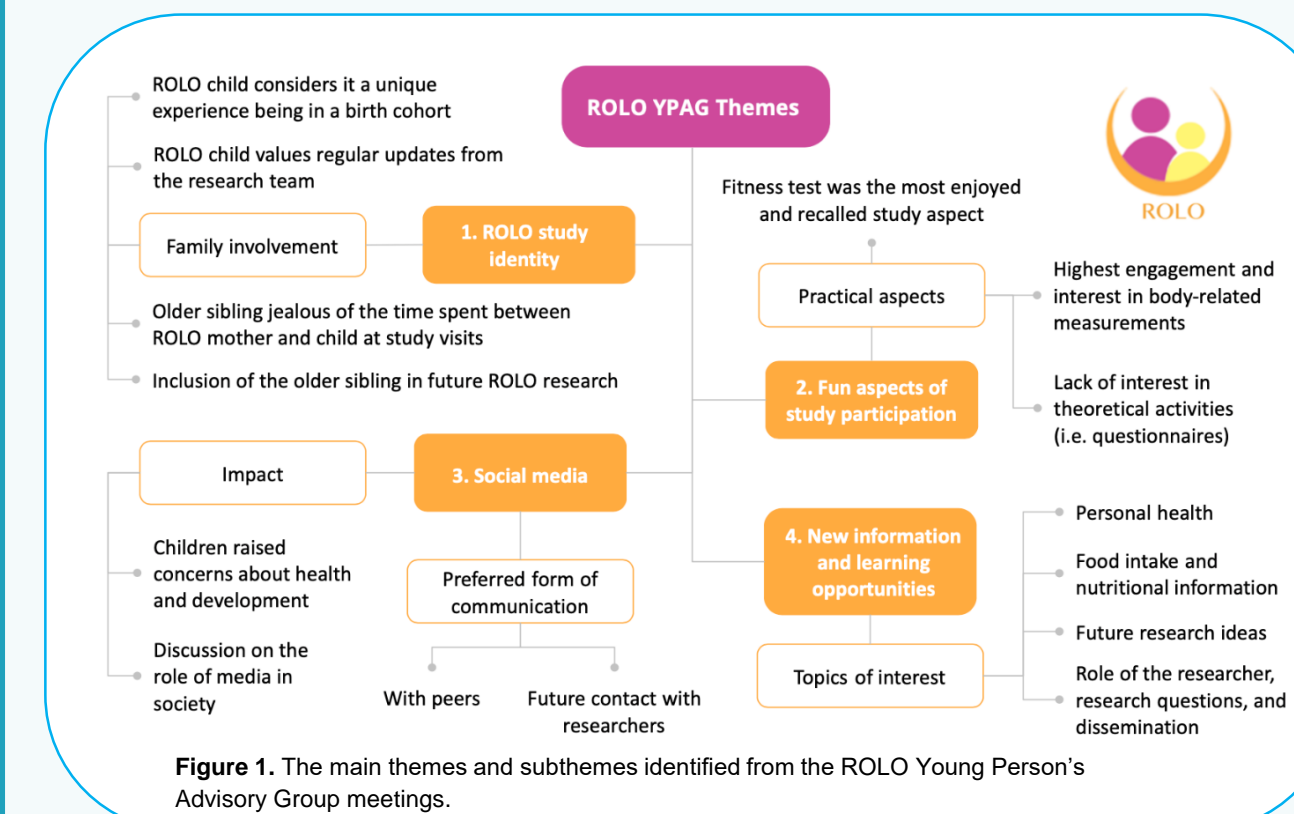 ROLO YPAG Themes
ROLO
ROLO child considers it a unique
experience being in a birth cohort
ROLO child values regular updates from
the research team
Family involvement
1. ROLO study
identity
Older sibling jealous of the time spent between
ROLO mother and child at study visits
Inclusion of the older sibling in future ROLO research
Fitness test was the most enjoyed
and recalled study aspect
Practical aspects
Highest engagement and
interest in body-related
measurements
2. Fun aspects of
study participation
Lack of interest in
theoretical activities
(i.e. questionnaires)
Impact
3. Social media
Children raised
concerns about health
and development
Discussion on the
role of media in
society
Preferred form of
communication
With peers
Future contact with
researchers
4. New information
and learning
opportunities
Topics of interest
Personal health
Food intake and
nutritional information
Future research ideas
Role of the researcher,
research questions, and
dissemination
Figure 1. The main themes and subthemes identified from the ROLO Young Person's
Advisory Group meetings.